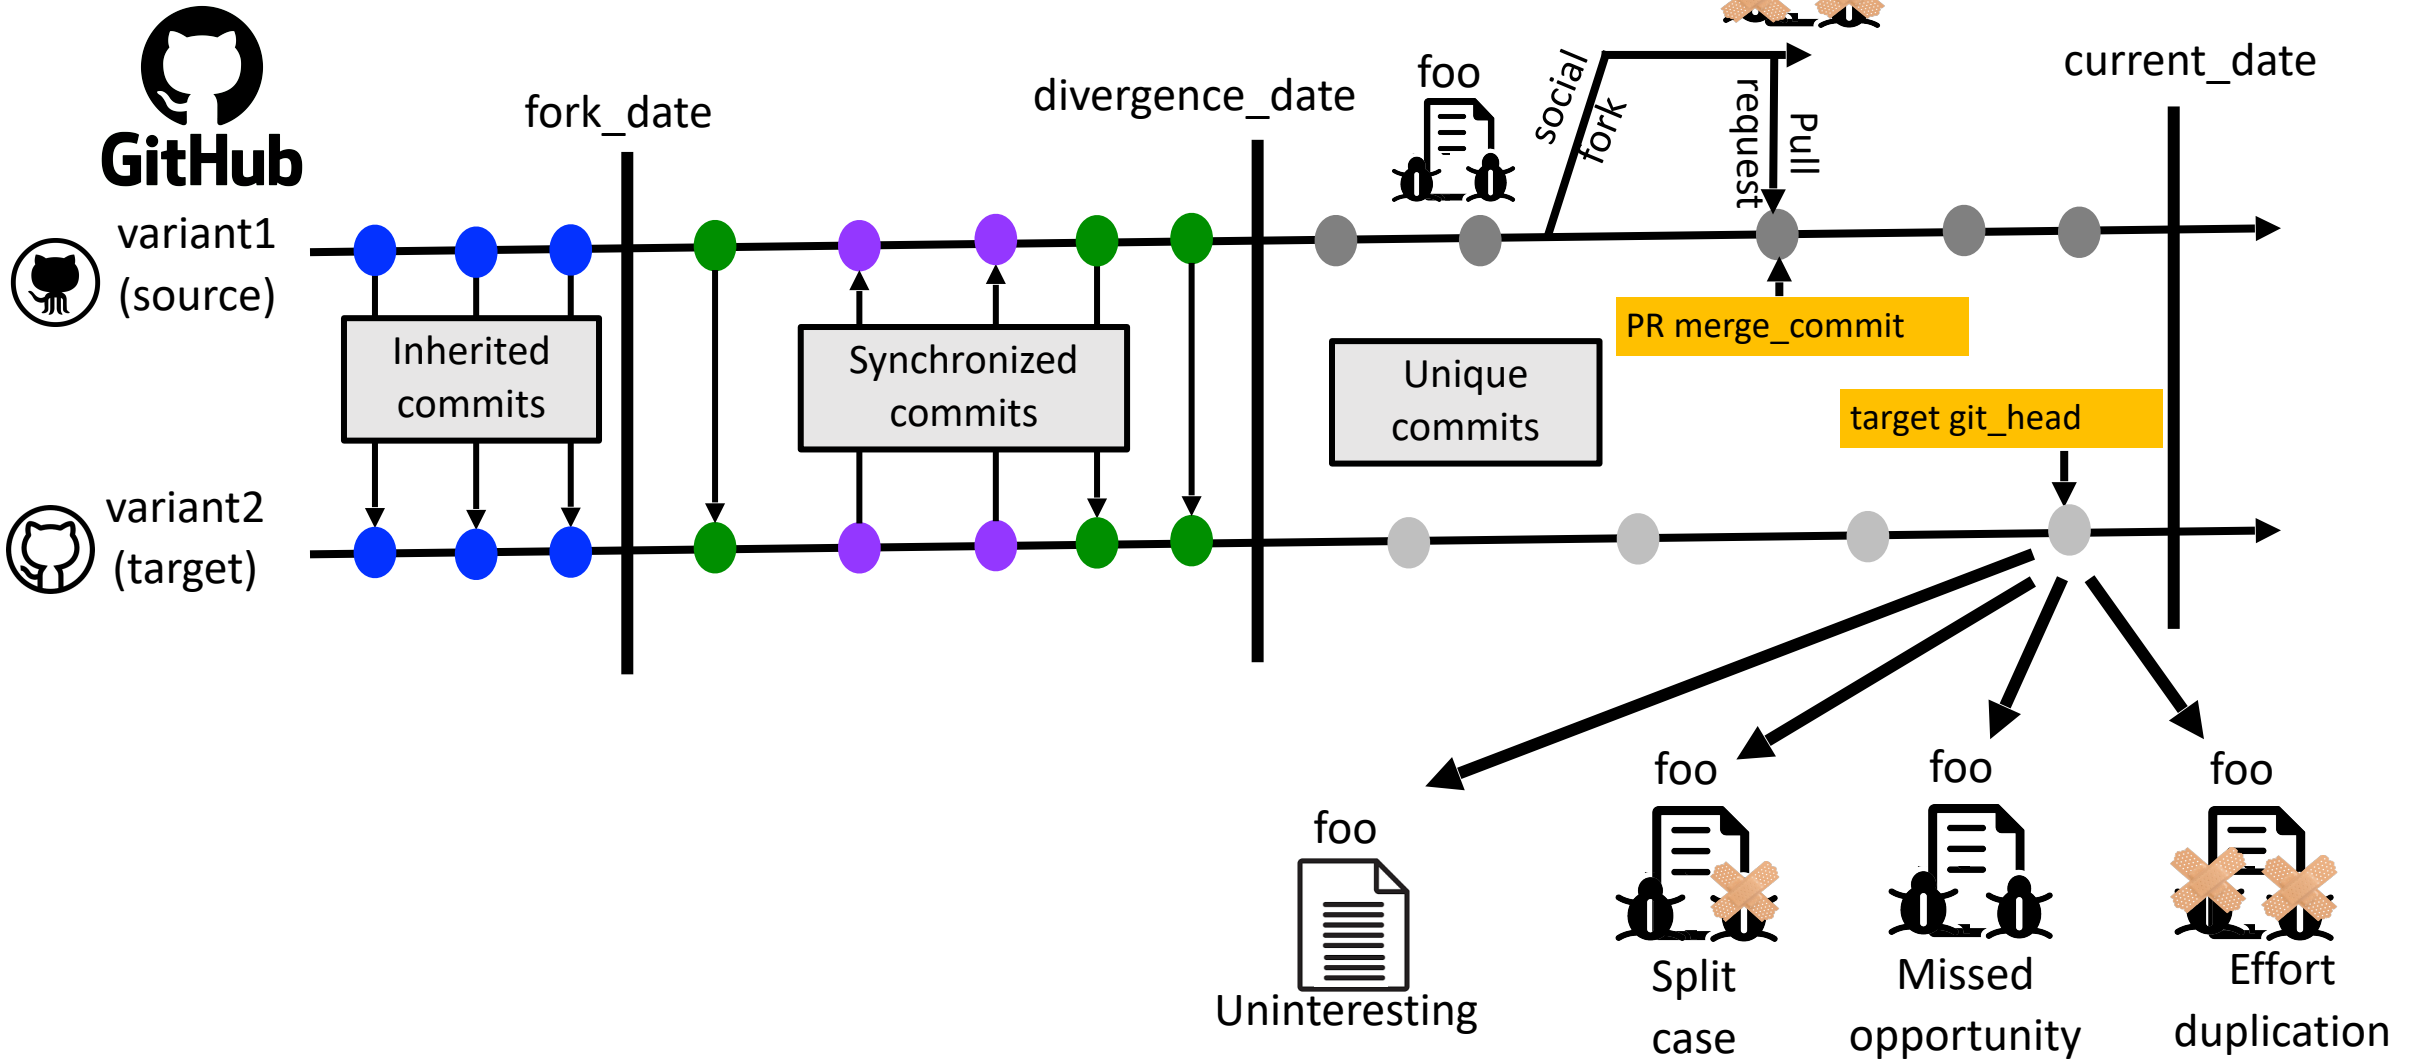 GitHub
variant1
(source)
fork_date
divergence_date
foo
social
fork
Pull
request
current_date
Inherited
commits
Synchronized
commits
Unique
commits
PR merge_commit
target git_head
variant2
(target)
foo
Uninteresting
foo
Split
case
foo
Missed
opportunity
foo
Effort
duplication